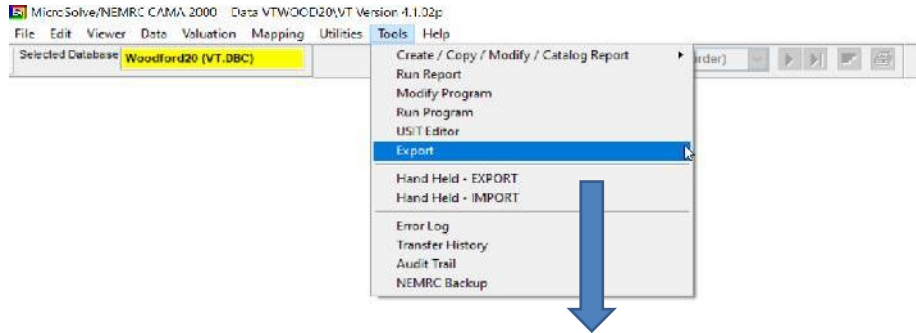 MicroSolve/NEMRC CAMA 2000 Data VTWOOD20\VT Version 4.1.02p
File Edit Viewer Data Valuation Mapping Utilities Tools Help
Selected Database Woodford20 (VT.DBC)
Create / Copy / Modify / Catalog Report
Run Report
Modify Program
Run Program
USIT Editor
Export
Hand Held - EXPORT
Hand Held - IMPORT
Error Log
Transfer History
Audit Trail
NEMRC Backup